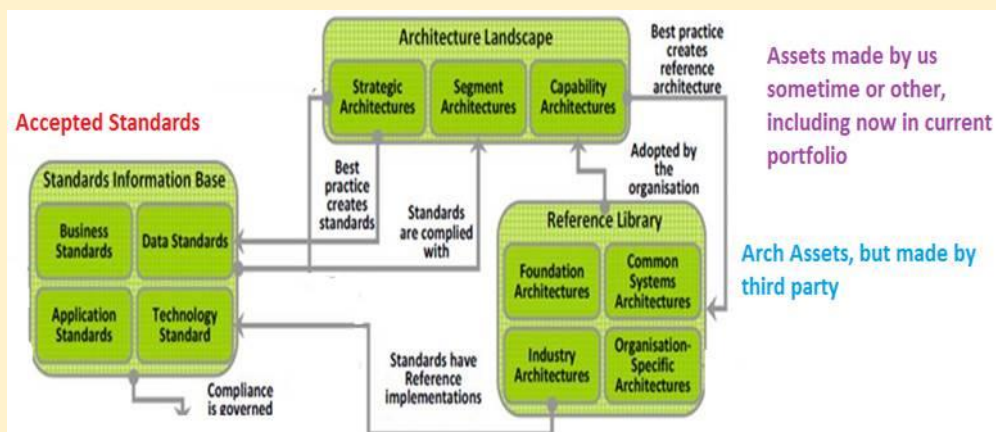 Architecture Landscape
Strategic
Architectures
Segment
Architectures
Capability
Architectures
Best practice
creates
reference
architecture
Assets made by us
sometime or other,
including now in current
portfolio
Accepted Standards
Standards Information Base
Business
Standards
Data Standards
Application
Standards
Technology
Standard
Best
practice
creates
standards
Standards
are complied
with
Adopted by
the
organisation
Reference Library
Foundation
Architectures
Common
Systems
Architectures
Industry
Architectures
Organisation-
Specific
Architectures
Arch Assets, but made by
third party
Standards have
Reference
implementations
Compliance
is governed